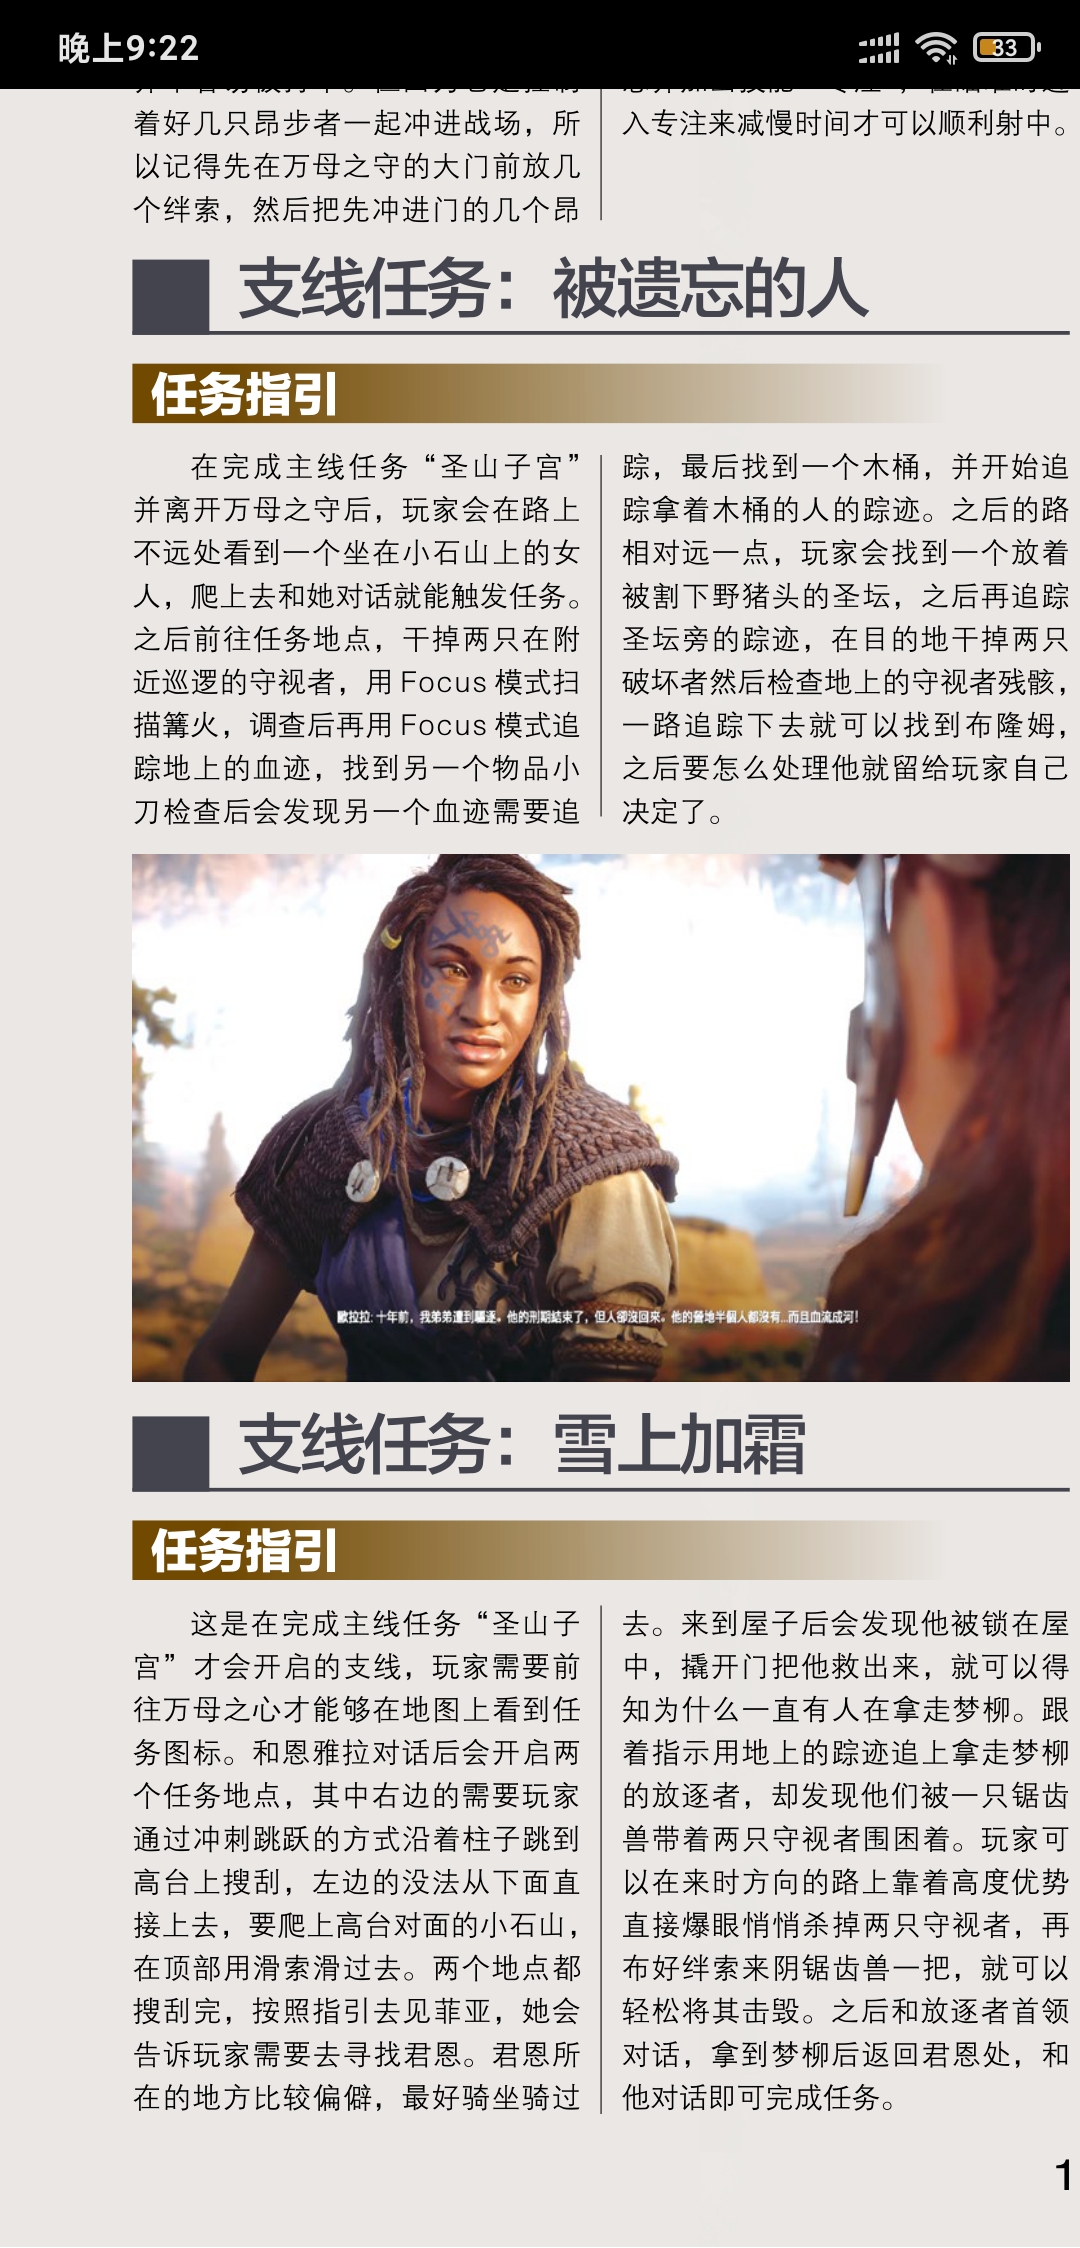 晚上9:22
33
着好几只昂步者一起冲进战场，所
以记得先在万母之守的大门前放几
个绊索，然后把先冲进门的几个昂
入专注来减慢时间才可以顺利射中。
支线任务：被遗忘的人
任务指引
在完成主线任务“圣山子宫”
并离开万母之守后，玩家会在路上
不远处看到一个坐在小石山上的女
人，爬上去和她对话就能触发任务。
之后前往任务地点，干掉两只在附
近巡逻的守视者，用 Focus 模式扫
描篝火，调查后再用 Focus 模式追
踪地上的血迹，找到另一个物品小
刀检查后会发现另一个血迹需要追
踪，最后找到一个木桶，并开始追
踪拿着木桶的人的踪迹。之后的路
相对远一点，玩家会找到一个放着
被割下野猪头的圣坛，之后再追踪
圣坛旁的踪迹，在目的地干掉两只
破坏者然后检查地上的守视者残骸，
一路追踪下去就可以找到布隆姆，
之后要怎么处理他就留给玩家自己
决定了。
歐拉拉: 十年前，我弟弟遭到驅逐。他的刑期結束了，但人卻沒回來。他的營地半個人都沒有...而且血流成河!
支线任务：雪上加霜
任务指引
这是在完成主线任务“圣山子
宫”才会开启的支线，玩家需要前
往万母之心才能够在地图上看到任
务图标。和恩雅拉对话后会开启两
个任务地点，其中右边的需要玩家
通过冲刺跳跃的方式沿着柱子跳到
高台上搜刮，左边的没法从下面直
接上去，要爬上高台对面的小石山，
在顶部用滑索滑过去。两个地点都
搜刮完，按照指引去见菲亚，她会
告诉玩家需要去寻找君恩。君恩所
在的地方比较偏僻，最好骑坐骑过
去。来到屋子后会发现他被锁在屋
中，撬开门把他救出来，就可以得
知为什么一直有人在拿走梦柳。跟
着指示用地上的踪迹追上拿走梦柳
的放逐者，却发现他们被一只锯齿
兽带着两只守视者围困着。玩家可
以在来时方向的路上靠着高度优势
直接爆眼悄悄杀掉两只守视者，再
布好绊索来阴锯齿兽一把，就可以
轻松将其击毁。之后和放逐者首领
对话，拿到梦柳后返回君恩处，和
他对话即可完成任务。
1